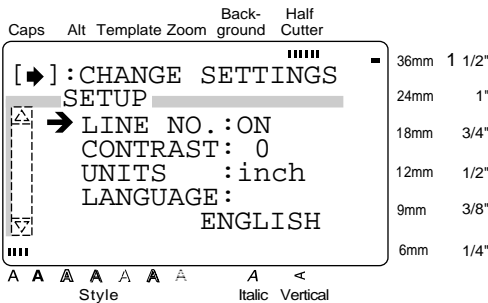 Caps Alt Template Zoom Back-ground Half Cutter
[➡]:CHANGE SETTINGS
SETUP
➔ LINE NO.:ON
CONTRAST: 0
UNITS :inch
LANGUAGE:
ENGLISH
36mm 1 1/2"
24mm 1"
18mm 3/4"
12mm 1/2"
9mm 3/8"
6mm 1/4"
A A A A A A A A A
Style Italic Vertical